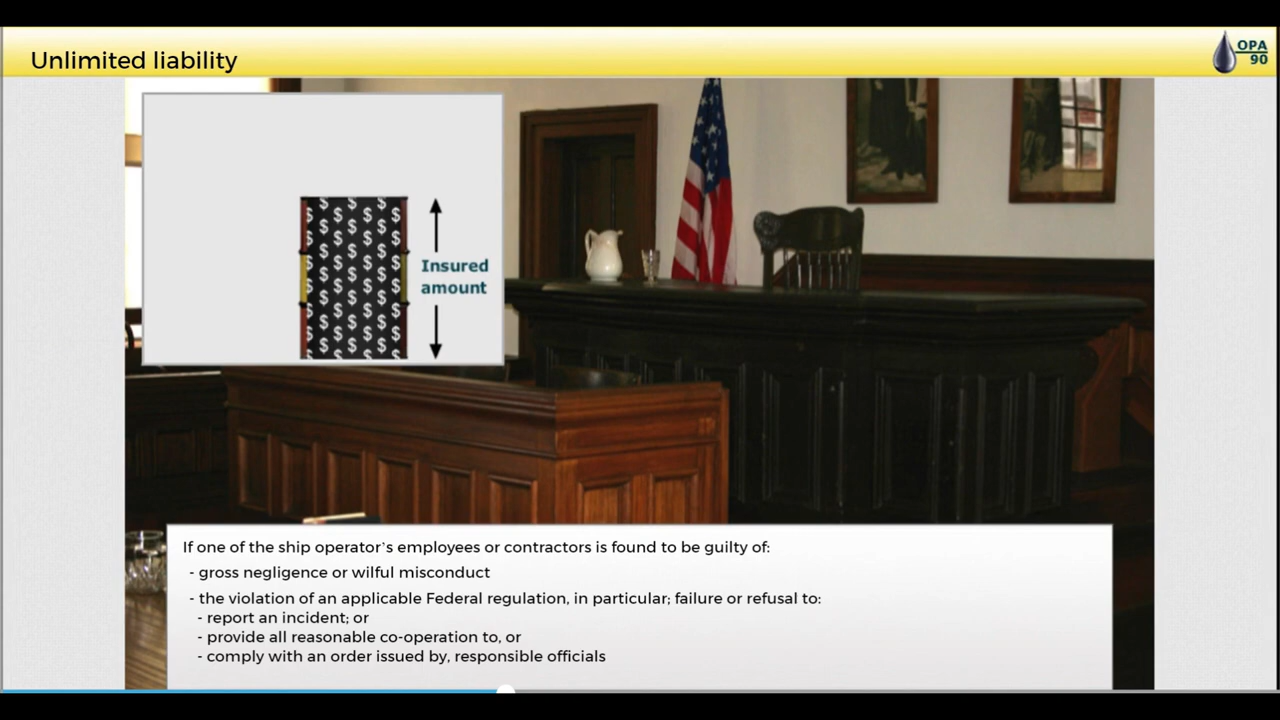 Unlimited liability
OPA
90
Insured
amount
If one of the ship operator`s employees or contractors is found to be guilty of:
- gross negligence or wilful misconduct
- the violation of an applicable Federal regulation, in particular; failure or refusal to:
- report an incident; or
- provide all reasonable co-operation to, or
- comply with an order issued by, responsible officials